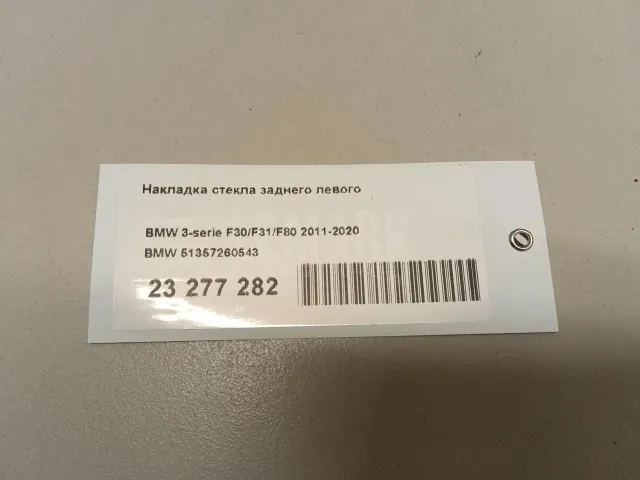 Накладка стекла заднего левого
BMW 3-serie F30/F31/F80 2011-2020
BMW 51357260543
23 277 282